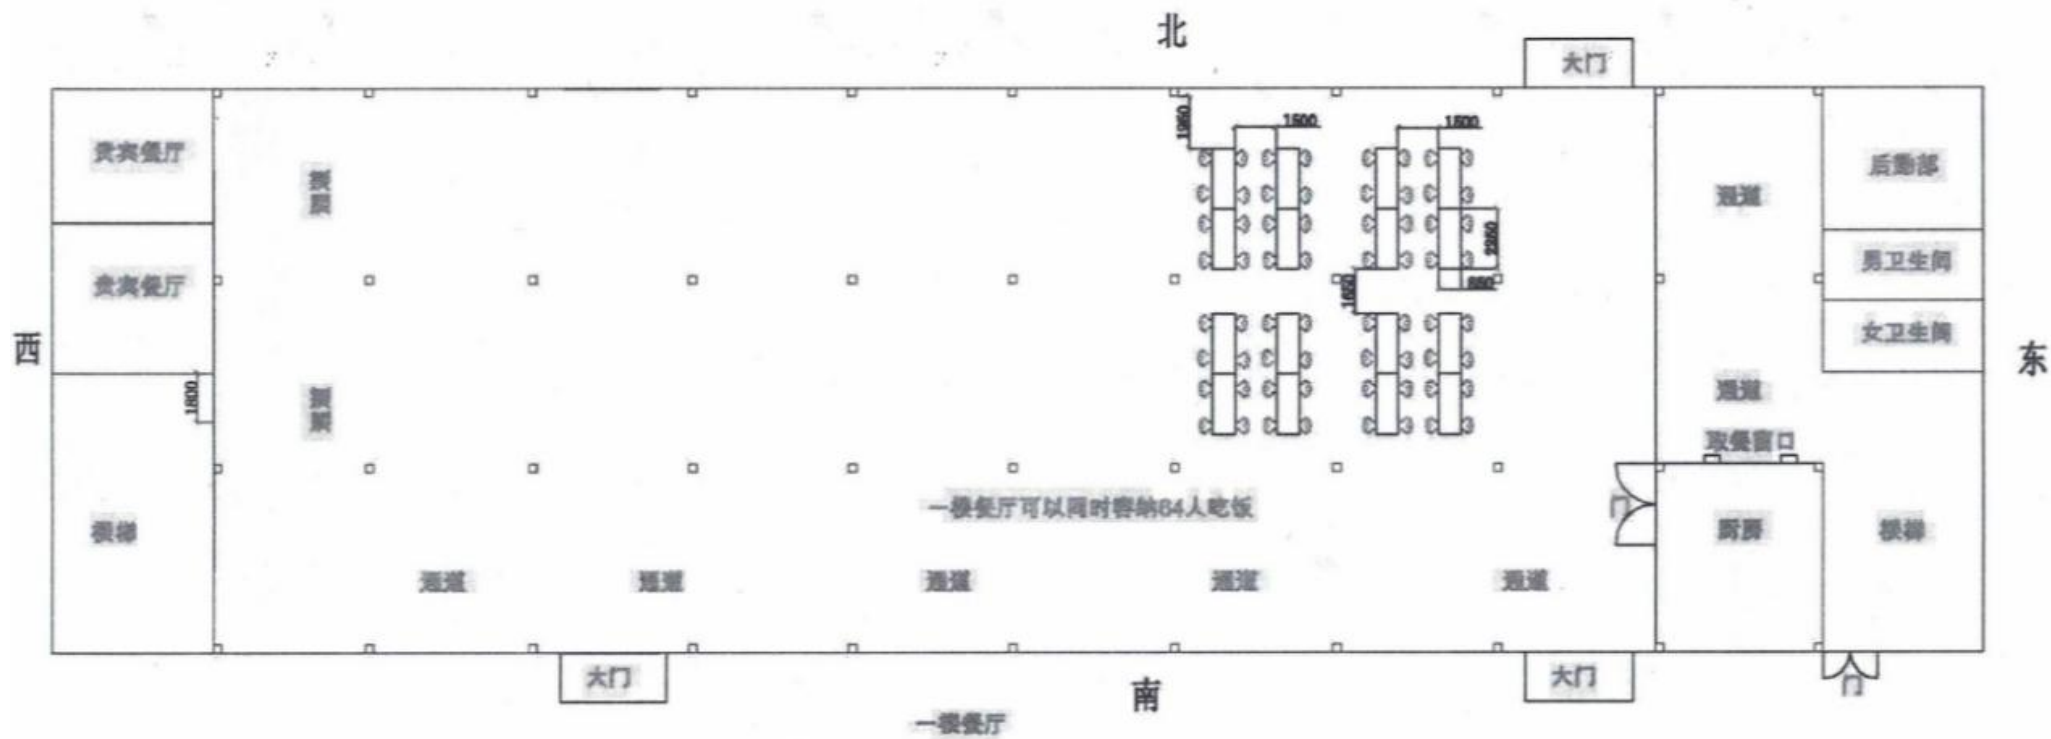 北
大门
1950
1500
1500
贵宾餐厅
后勤部
通道
2350
男卫生间
贵宾餐厅
1650
550
女卫生间
西
东
1800
通道
取餐窗口
一楼餐厅可以同时容纳64人吃饭
门
楼梯
厨房
楼梯
通道
通道
通道
通道
通道
大门
大门
门
南
一楼餐厅